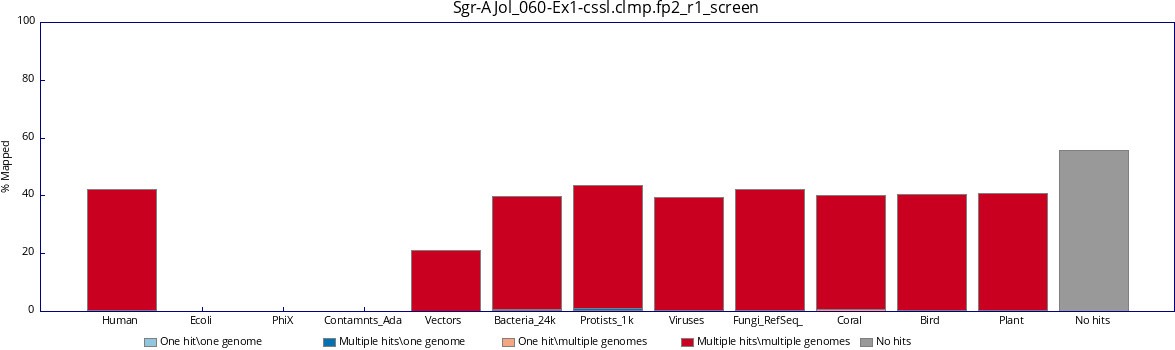 Sgr-AJol_060-Ex1-cssl.clmp.fp2_r1_screen
100
80
60
40
20
0
% Mapped
Human Ecoli PhiX Contamnts_Ada Vectors Bacteria_24k Protists_1k Viruses Fungi_RefSeq_ Coral Bird Plant No hits
One hit\one genome Multiple hits\one genome One hit\multiple genomes Multiple hits\multiple genomes No hits